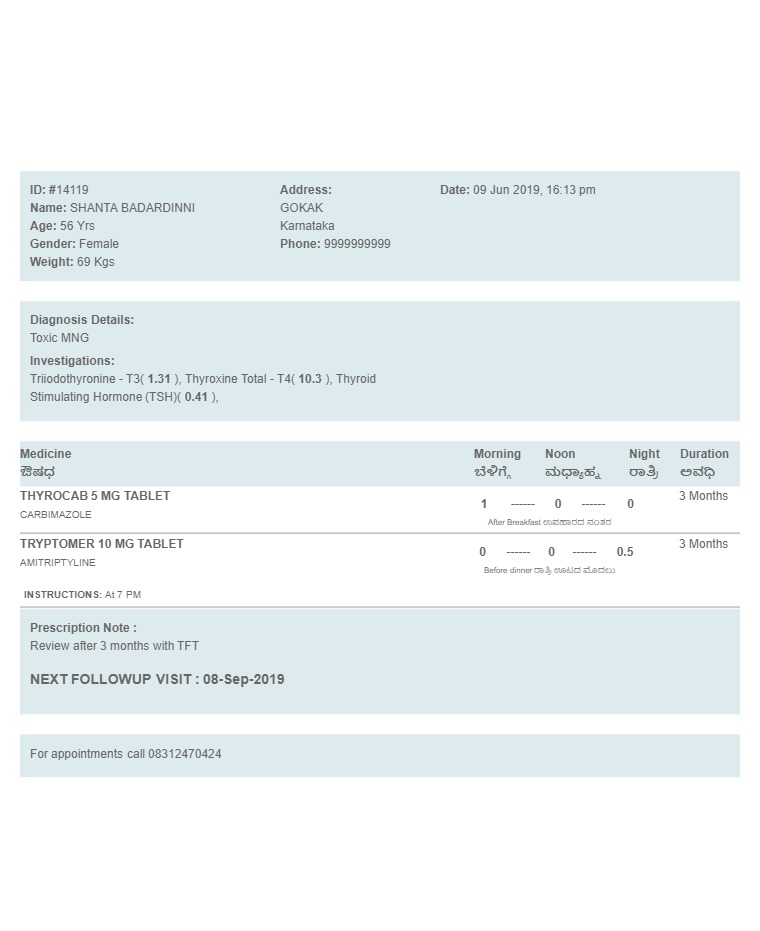 ID: #14119
Name: SHANTA BADARDINNI
Age: 56 Yrs
Gender: Female
Weight: 69 Kgs
Address:
GOKAK
Karnataka
Phone: 9999999999
Date: 09 Jun 2019, 16:13 pm
Diagnosis Details:
Toxic MNG
Investigations:
Triiodothyronine - T3( 1.31 ), Thyroxine Total - T4( 10.3 ), Thyroid
Stimulating Hormone (TSH)( 0.41 ),
Medicine Morning Noon Night Duration
ಔಷಧ ಬೆಳಿಗ್ಗೆ ಮಧ್ಯಾಹ್ನ ರಾತ್ರಿ ಅವಧಿ
THYROCAB 5 MG TABLET 1 ------ 0 ------ 0 3 Months
CARBIMAZOLE After Breakfast ಉಪಹಾರದ ನಂತರ
TRYPTOMER 10 MG TABLET 0 ------ 0 ------ 0.5 3 Months
AMITRIPTYLINE Before dinner ರಾತ್ರಿ ಊಟದ ಮೊದಲು
INSTRUCTIONS: At 7 PM
Prescription Note :
Review after 3 months with TFT
NEXT FOLLOWUP VISIT : 08-Sep-2019
For appointments call 08312470424